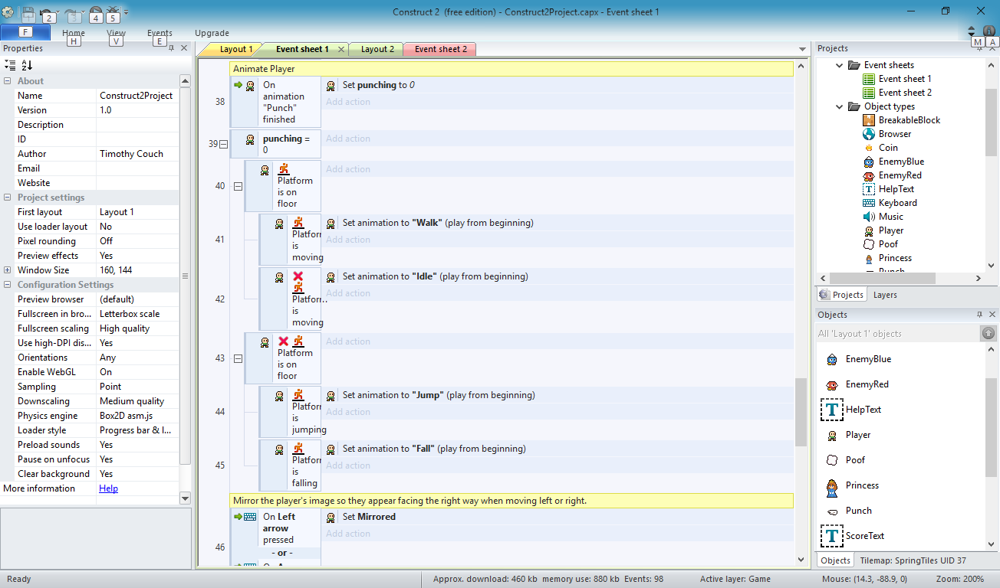 Construct 2 (free edition) - Construct2Project.capx - Event sheet 1
2 3 4 5
F Home View Events Upgrade
H V E M A
Properties
About
Name Construct2Project
Version 1.0
Description
ID
Author Timothy Couch
Email
Website
Project settings
First layout Layout 1
Use loader layout No
Pixel rounding Off
Preview effects Yes
Window Size 160, 144
Configuration Settings
Preview browser (default)
Fullscreen in bro... Letterbox scale
Fullscreen scaling High quality
Use high-DPI dis... Yes
Orientations Any
Enable WebGL On
Sampling Point
Downscaling Medium quality
Physics engine Box2D asm.js
Loader style Progress bar & l...
Preload sounds Yes
Pause on unfocus Yes
Clear background Yes
More information Help
Layout 1 Event sheet 1 Layout 2 Event sheet 2
Animate Player
38
On
animation
"Punch"
finished
Set punching to 0
Add action
39
punching =
0
Add action
40
Platform
is on
floor
Add action
41
Platform
is
moving
Set animation to "Walk" (play from beginning)
Add action
42
Platform
is
moving
Set animation to "Idle" (play from beginning)
Add action
43
Platform
is on
floor
Add action
44
Platform
is
jumping
Set animation to "Jump" (play from beginning)
Add action
45
Platform
is
falling
Set animation to "Fall" (play from beginning)
Add action
Mirror the player's image so they appear facing the right way when moving left or right.
46
On Left
arrow
pressed
- or -
Set Mirrored
Add action
Projects
Event sheets
Event sheet 1
Event sheet 2
Object types
BreakableBlock
Browser
Coin
EnemyBlue
EnemyRed
HelpText
Keyboard
Music
Player
Poof
Princess
Punch
Projects Layers
Objects
All 'Layout 1' objects
EnemyBlue
EnemyRed
HelpText
Player
Poof
Princess
Punch
ScoreText
Objects Tilemap: SpringTiles UID 37
Ready Approx. download: 460 kb memory use: 880 kb Events: 98 Active layer: Game Mouse: (14.3, -88.9, 0) Zoom: 200%